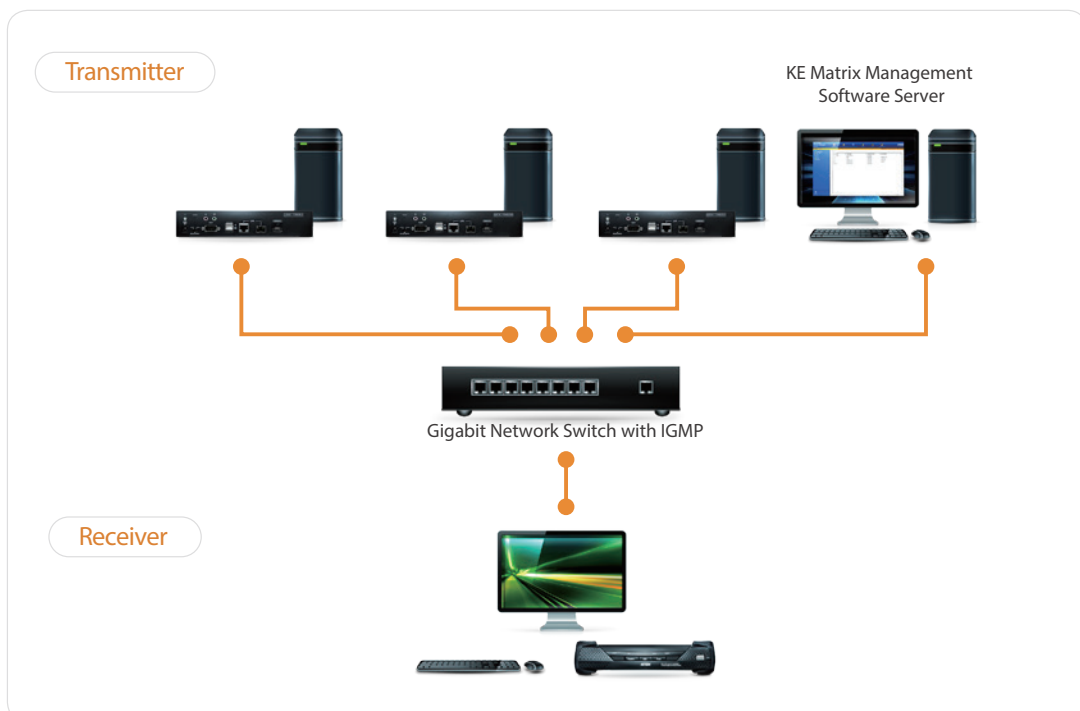 Transmitter
KE Matrix Management
Software Server
Gigabit Network Switch with IGMP
Receiver